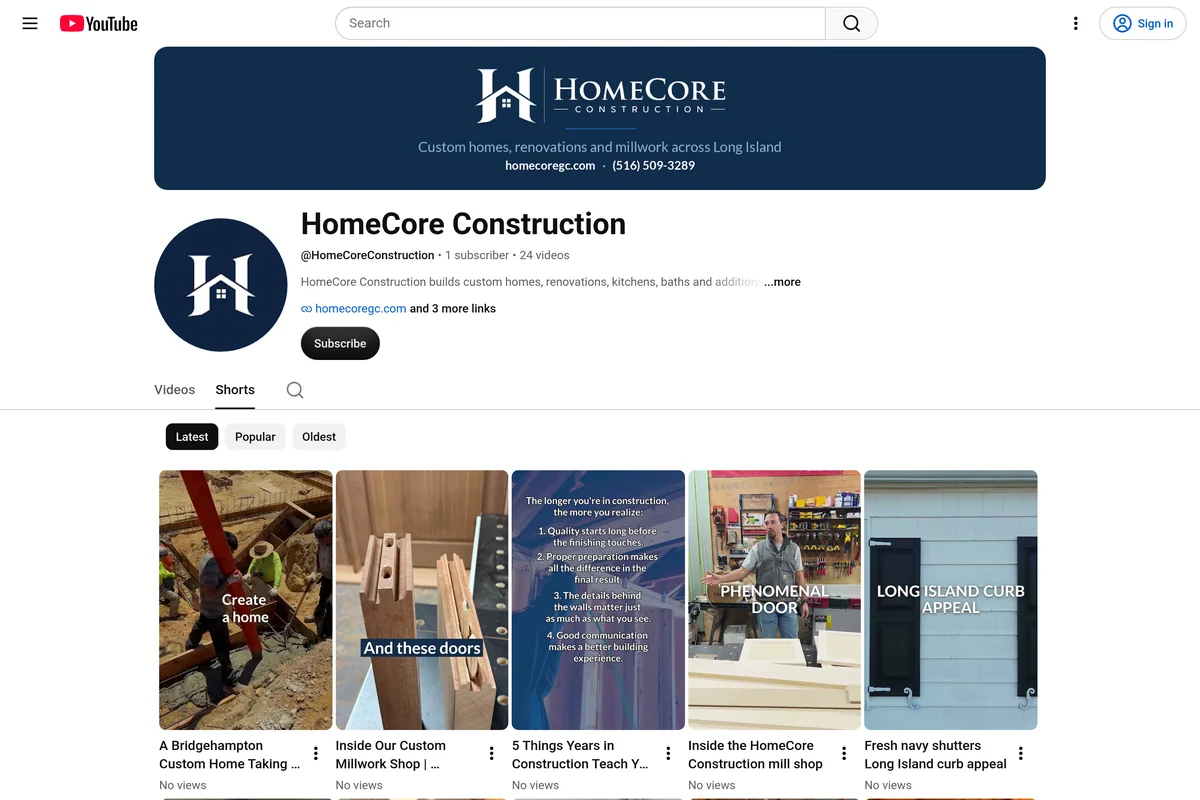 YouTube
Search
Sign in
HOMECORE
CONSTRUCTION
Custom homes, renovations and millwork across Long Island
homecoregc.com · (516) 509-3289
HomeCore Construction
@HomeCoreConstruction • 1 subscriber • 24 videos
HomeCore Construction builds custom homes, renovations, kitchens, baths and addition ...more
homecoregc.com and 3 more links
Subscribe
Videos
Shorts
Latest
Popular
Oldest
Create
a home
And these doors
The longer you're in construction,
the more you realize:
1. Quality starts long before
the finishing touches.
2. Proper preparation makes
all the difference in the
final result.
3. The details behind
the walls matter just
as much as what you see.
4. Good communication
makes a better building
experience.
PHENOMENAL
DOOR
LONG ISLAND CURB
APPEAL
A Bridgehampton
Custom Home Taking ...
No views
Inside Our Custom
Millwork Shop | ...
No views
5 Things Years in
Construction Teach Y...
No views
Inside the HomeCore
Construction mill shop
No views
Fresh navy shutters
Long Island curb appeal
No views